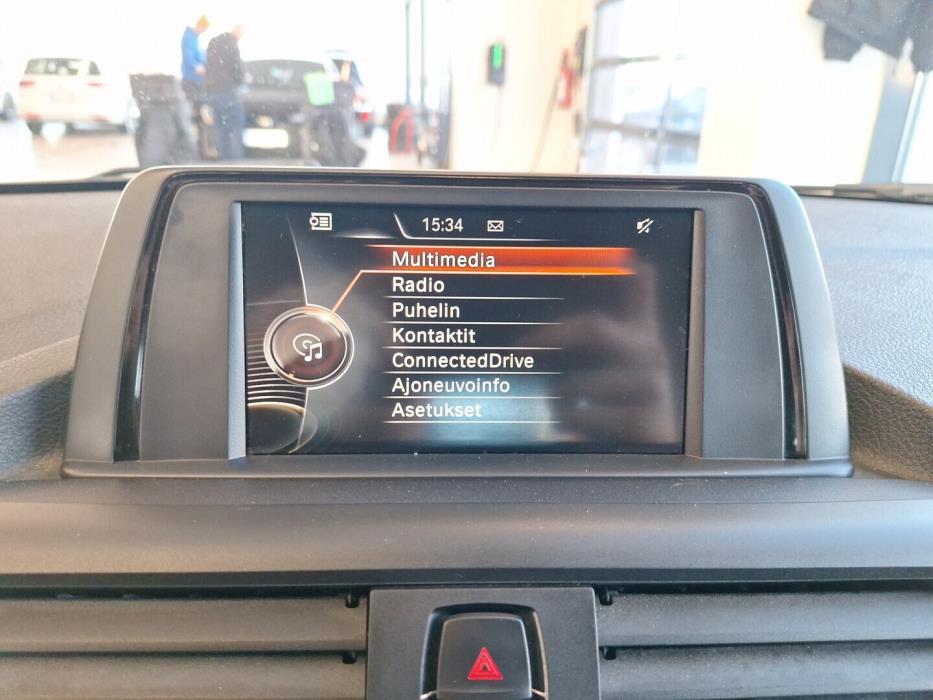 15:34
Multimedia
Radio
Puhelin
Kontaktit
ConnectedDrive
Ajoneuvoinfo
Asetukset